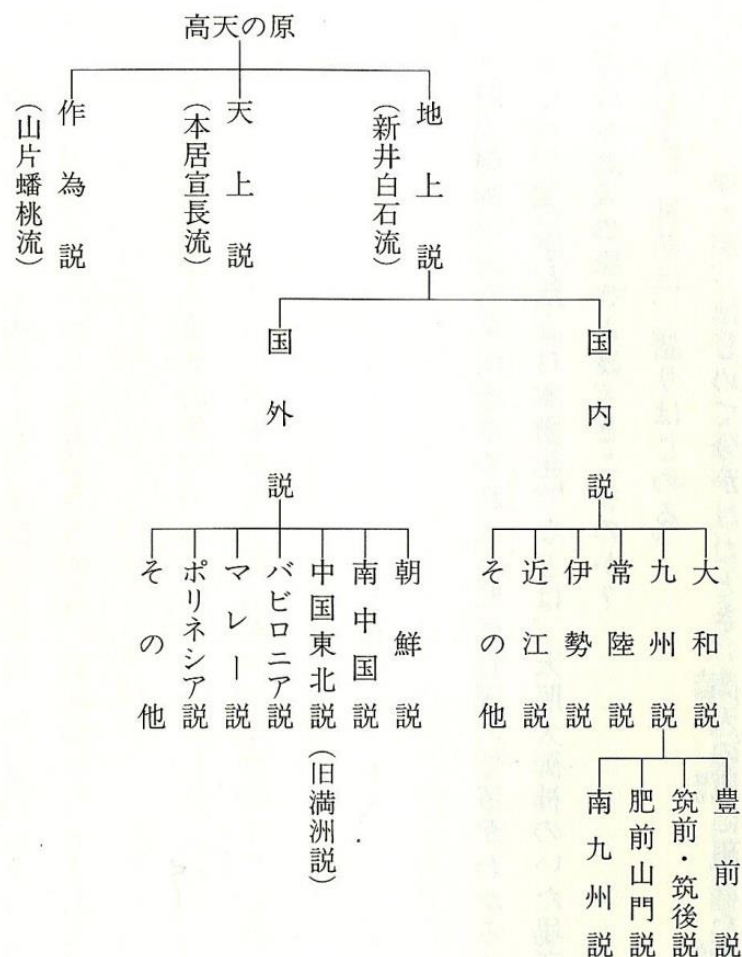 高天の原
地上説
(新井白石流)
天上説
(本居宣長流)
作為説
(山片蟠桃流)
国内説
国外説
大和説
九州説
常陸説
伊勢説
近江説
その他
朝鮮説
南中国説
中国東北説(旧満洲説)
バビロニア説
マレー説
ポリネシア説
その他
豊前説
筑前・筑後説
肥前山門説
南九州説